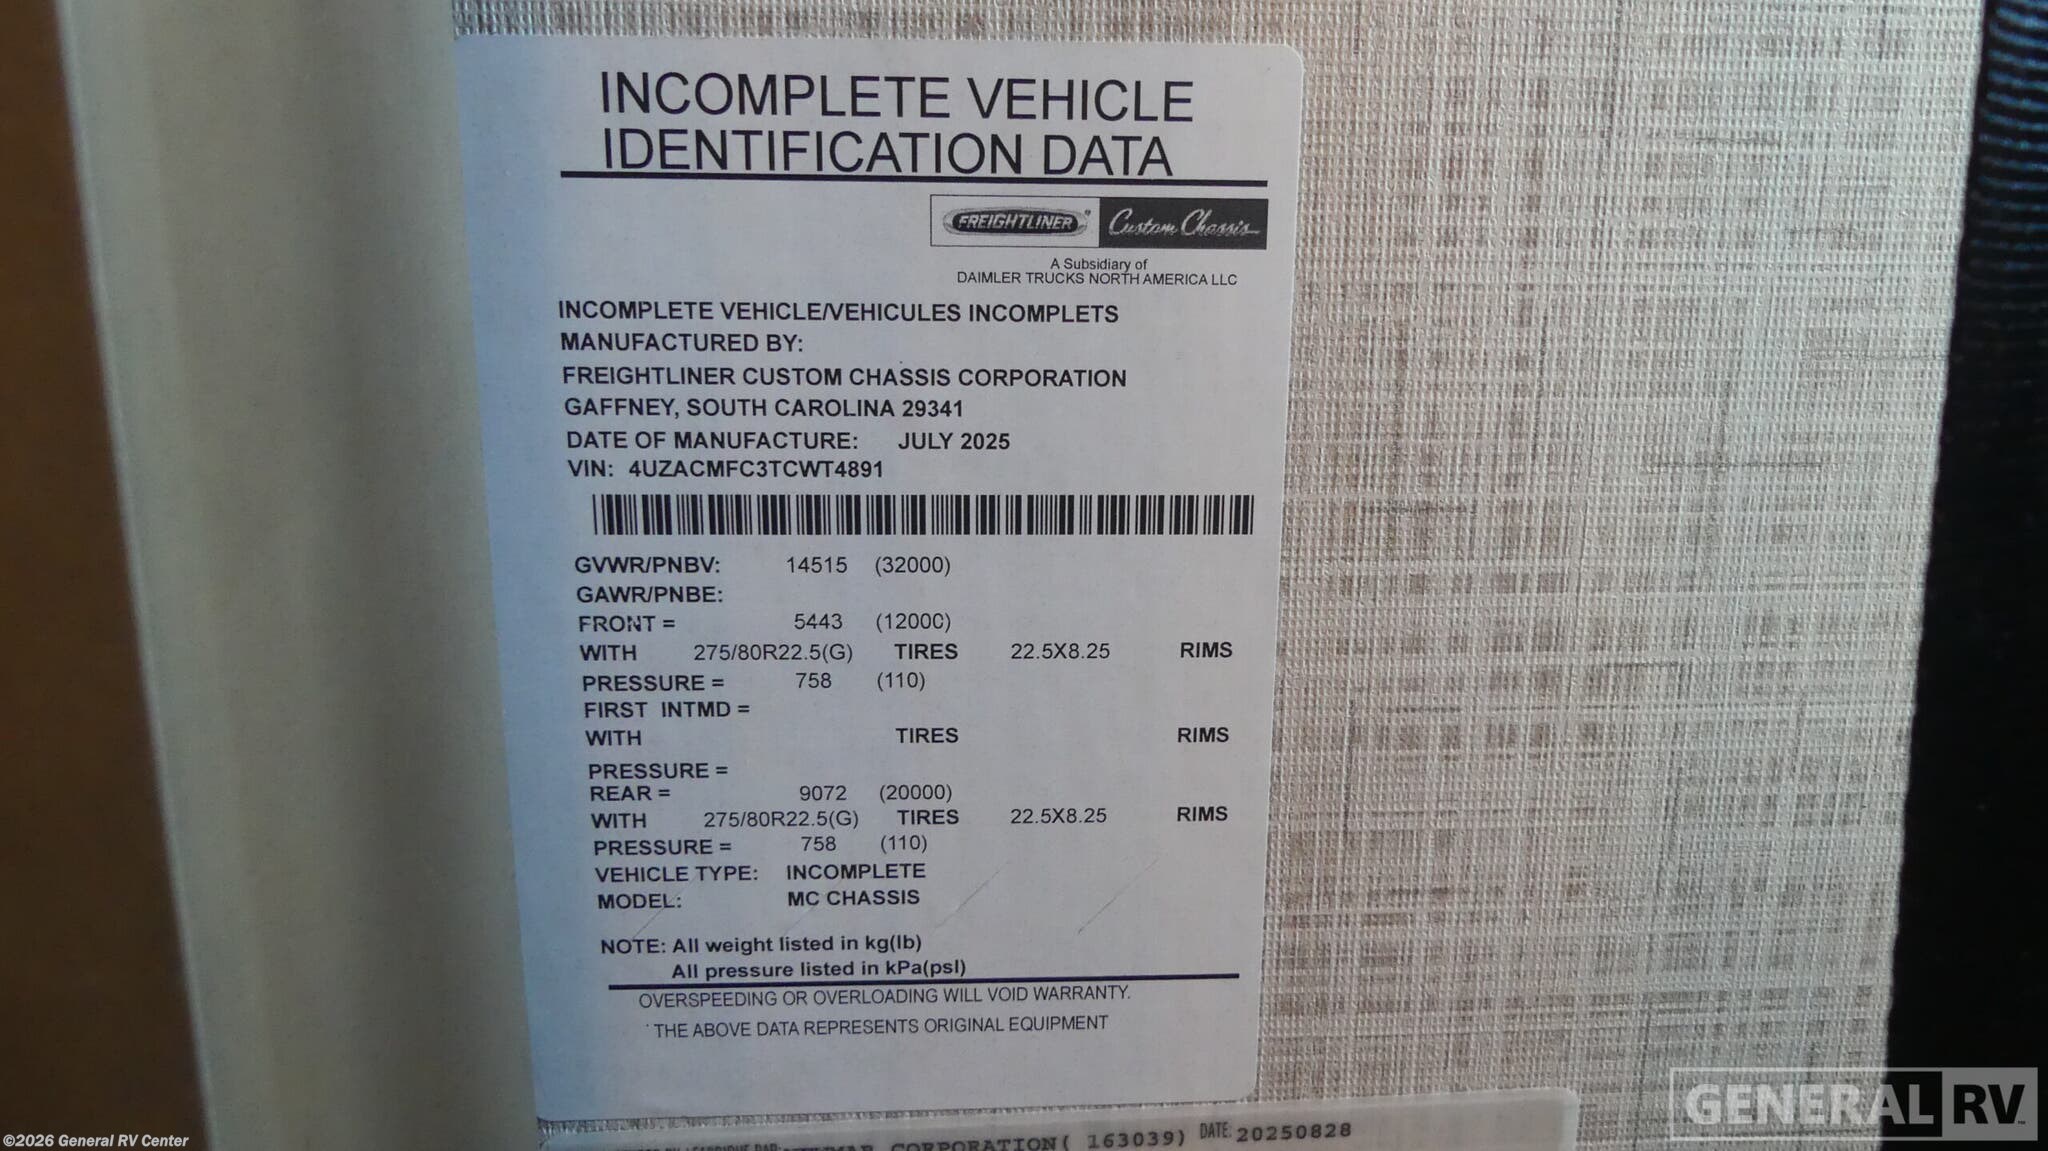 INCOMPLETE VEHICLE
IDENTIFICATION DATA
FREIGHTLINER® Custom Chassis
A Subsidiary of
DAIMLER TRUCKS NORTH AMERICA LLC
INCOMPLETE VEHICLE/VEHICULES INCOMPLETS
MANUFACTURED BY:
FREIGHTLINER CUSTOM CHASSIS CORPORATION
GAFFNEY, SOUTH CAROLINA 29341
DATE OF MANUFACTURE: JULY 2025
VIN: 4UZACMFC3TCWT4891
GVWR/PNBV: 14515 (32000)
GAWR/PNBE:
FRONT = 5443 (12000)
WITH 275/80R22.5(G) TIRES 22.5X8.25 RIMS
PRESSURE = 758 (110)
FIRST INTMD =
WITH TIRES RIMS
PRESSURE =
REAR = 9072 (20000)
WITH 275/80R22.5(G) TIRES 22.5X8.25 RIMS
PRESSURE = 758 (110)
VEHICLE TYPE: INCOMPLETE
MODEL: MC CHASSIS
NOTE: All weight listed in kg(lb)
All pressure listed in kPa(psl)
OVERSPEEDING OR OVERLOADING WILL VOID WARRANTY.
THE ABOVE DATA REPRESENTS ORIGINAL EQUIPMENT
CORPORATION( 163039) DATE: 20250828
GENERAL RV
©2026 General RV Center